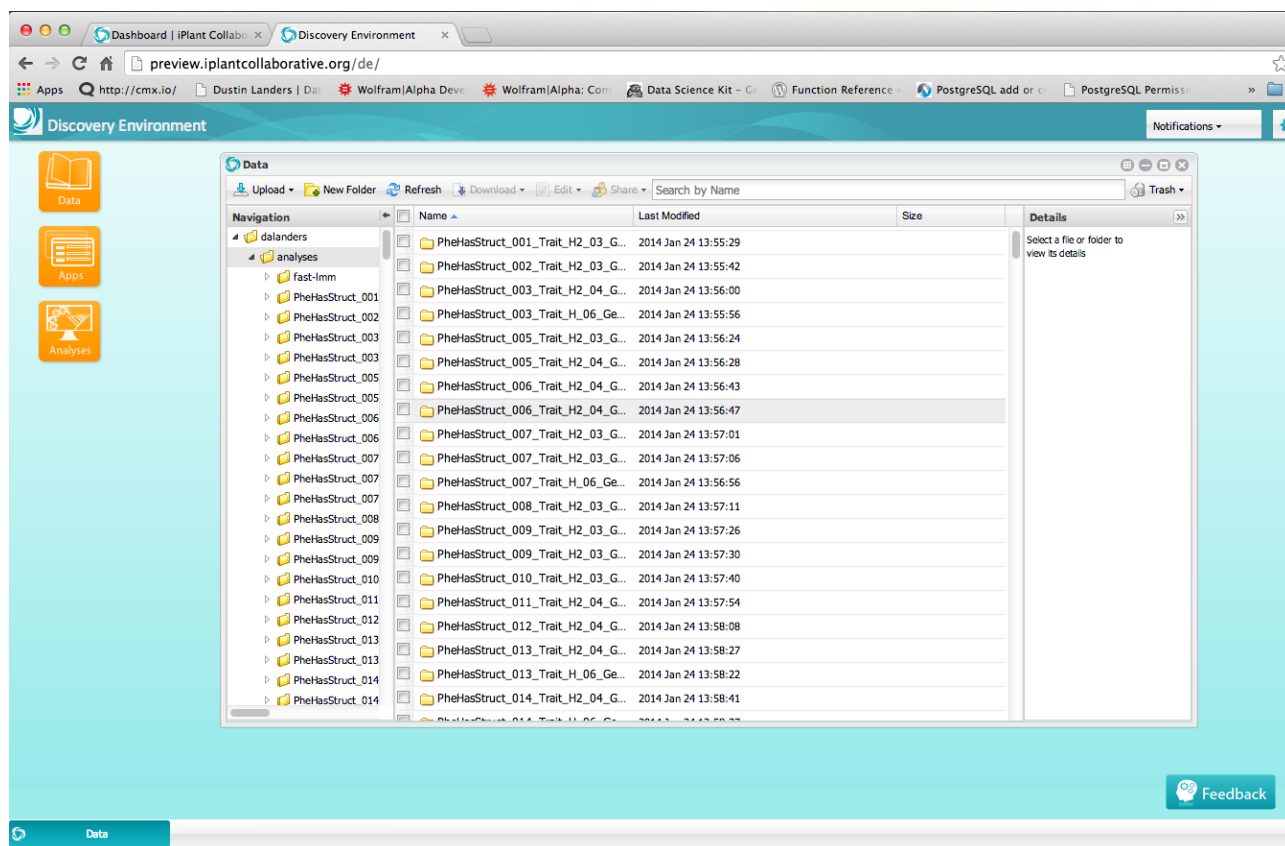 Dashboard | iPlant Collabo
Discovery Environment
preview.iplantcollaborative.org/de/
Apps http://cmx.io/ Dustin Landers | Dat Wolfram|Alpha Deve Wolfram|Alpha: Com Data Science Kit – G Function Reference PostgreSQL add or c PostgreSQL Permissi »
Discovery Environment
Notifications
Data
Apps
Analyses
Data
Upload New Folder Refresh Download Edit Share Search by Name Trash
Navigation
dalanders
analyses
fast-lmm
PheHasStruct_001
PheHasStruct_002
PheHasStruct_003
PheHasStruct_003
PheHasStruct_005
PheHasStruct_005
PheHasStruct_006
PheHasStruct_006
PheHasStruct_007
PheHasStruct_007
PheHasStruct_007
PheHasStruct_008
PheHasStruct_009
PheHasStruct_009
PheHasStruct_010
PheHasStruct_011
PheHasStruct_012
PheHasStruct_013
PheHasStruct_013
PheHasStruct_014
PheHasStruct_014
Name Last Modified Size
PheHasStruct_001_Trait_H2_03_G... 2014 Jan 24 13:55:29
PheHasStruct_002_Trait_H2_03_G... 2014 Jan 24 13:55:42
PheHasStruct_003_Trait_H2_04_G... 2014 Jan 24 13:56:00
PheHasStruct_003_Trait_H_06_Ge... 2014 Jan 24 13:55:56
PheHasStruct_005_Trait_H2_03_G... 2014 Jan 24 13:56:24
PheHasStruct_005_Trait_H2_04_G... 2014 Jan 24 13:56:28
PheHasStruct_006_Trait_H2_04_G... 2014 Jan 24 13:56:43
PheHasStruct_006_Trait_H2_04_G... 2014 Jan 24 13:56:47
PheHasStruct_007_Trait_H2_03_G... 2014 Jan 24 13:57:01
PheHasStruct_007_Trait_H2_03_G... 2014 Jan 24 13:57:06
PheHasStruct_007_Trait_H_06_Ge... 2014 Jan 24 13:56:56
PheHasStruct_008_Trait_H2_03_G... 2014 Jan 24 13:57:11
PheHasStruct_009_Trait_H2_03_G... 2014 Jan 24 13:57:26
PheHasStruct_009_Trait_H2_03_G... 2014 Jan 24 13:57:30
PheHasStruct_010_Trait_H2_03_G... 2014 Jan 24 13:57:40
PheHasStruct_011_Trait_H2_04_G... 2014 Jan 24 13:57:54
PheHasStruct_012_Trait_H2_04_G... 2014 Jan 24 13:58:08
PheHasStruct_013_Trait_H2_04_G... 2014 Jan 24 13:58:27
PheHasStruct_013_Trait_H_06_Ge... 2014 Jan 24 13:58:22
PheHasStruct_014_Trait_H2_04_G... 2014 Jan 24 13:58:41
Details
Select a file or folder to
view its details
Feedback
Data